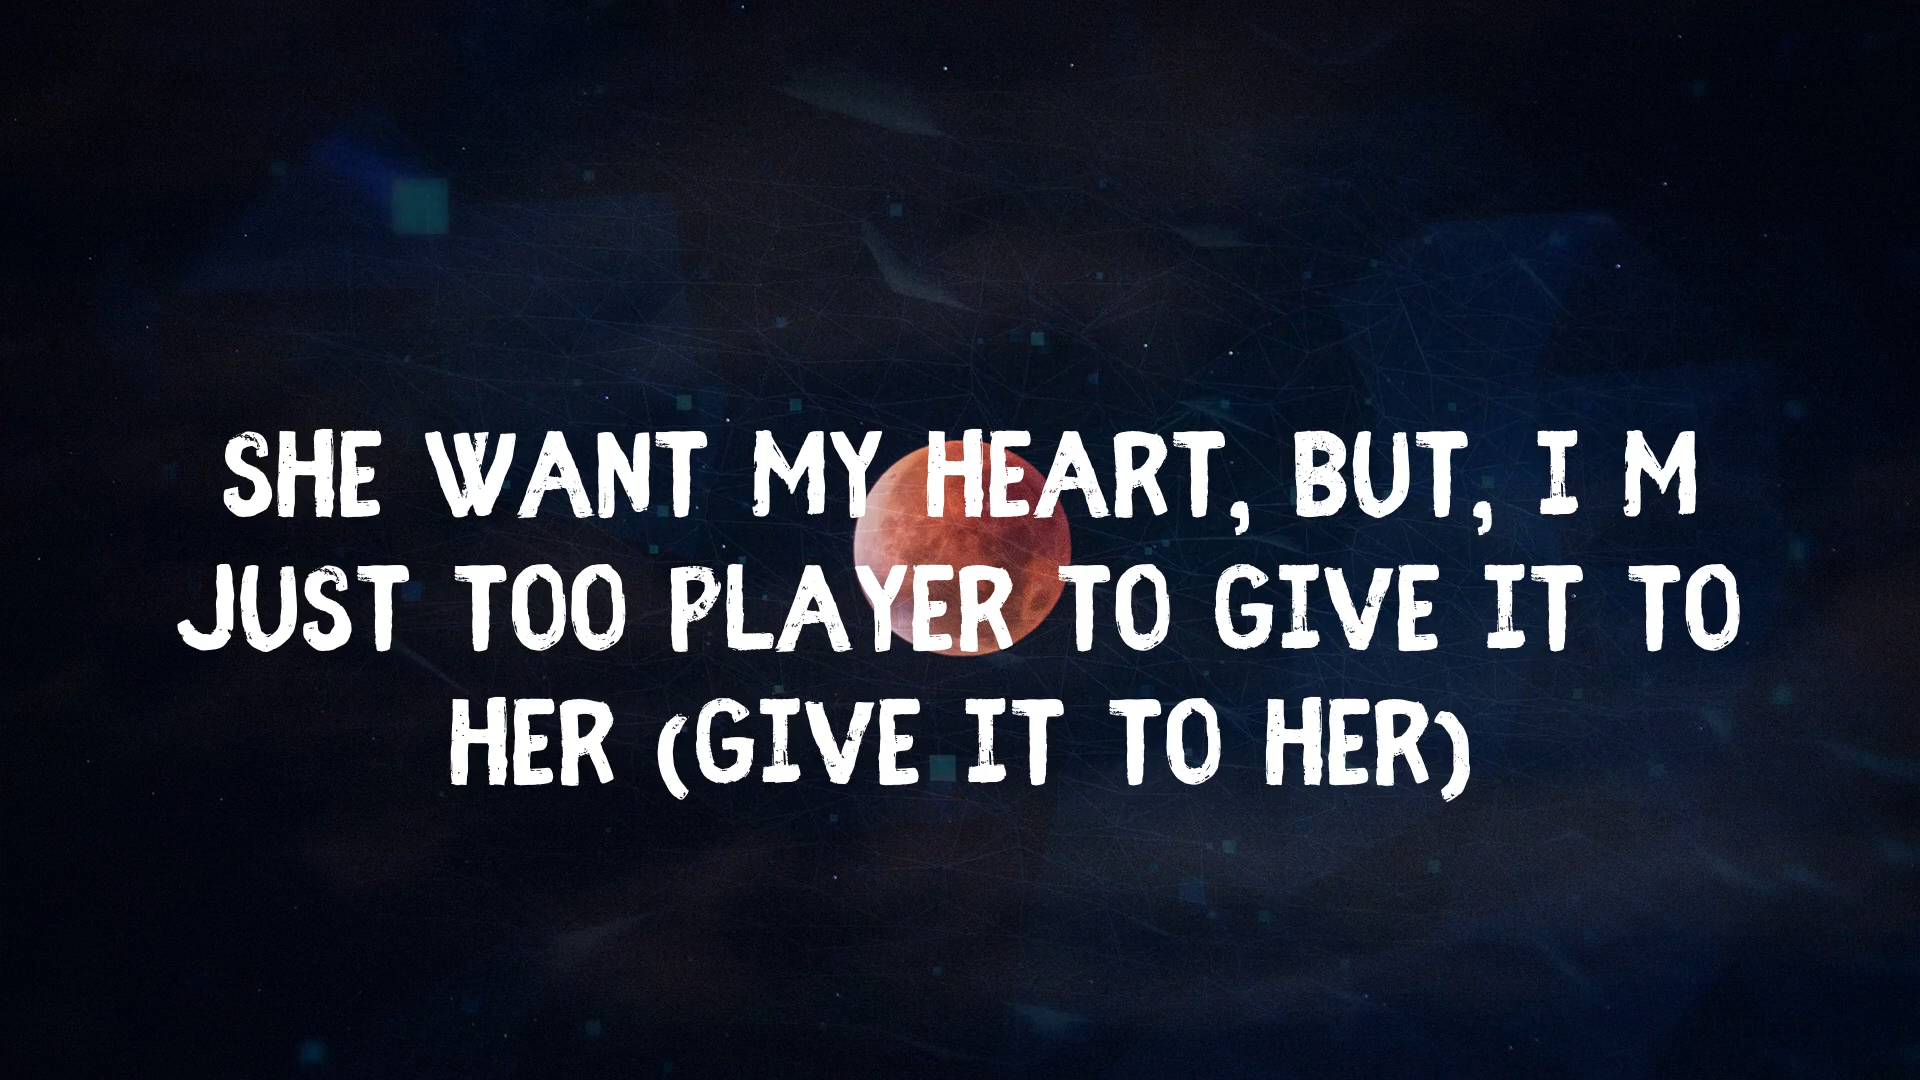 SHE WANT MY HEART, BUT, I M
JUST TOO PLAYER TO GIVE IT TO
HER (GIVE IT TO HER)